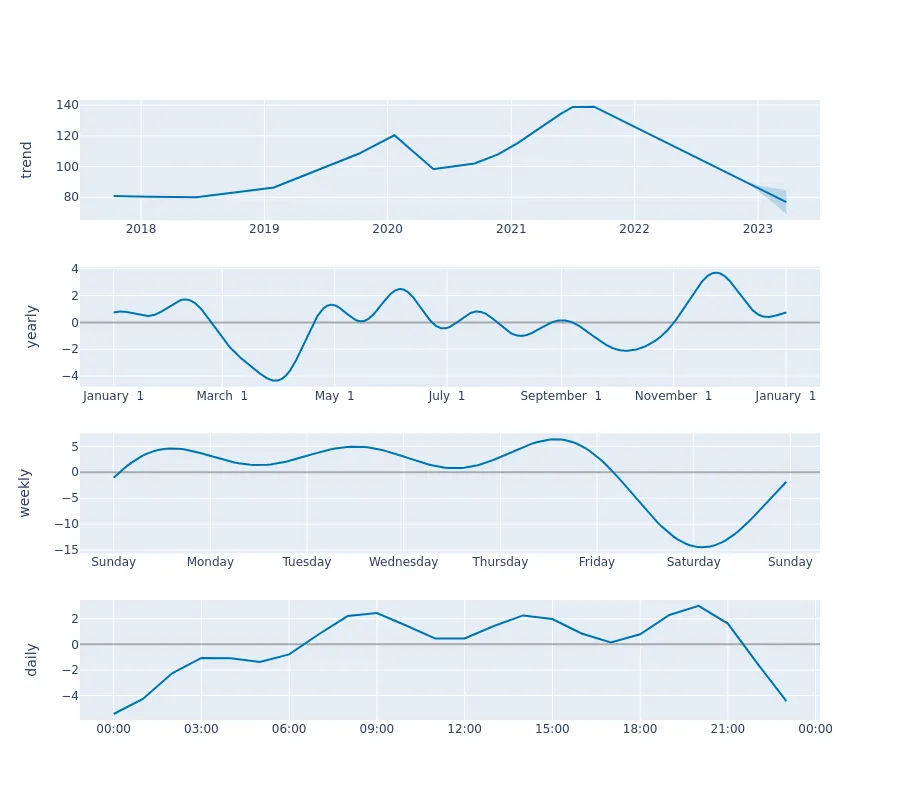 trend
140
120
100
80
2018 2019 2020 2021 2022 2023
yearly
4
2
0
−2
−4
January 1 March 1 May 1 July 1 September 1 November 1 January 1
weekly
5
0
−5
−10
−15
Sunday Monday Tuesday Wednesday Thursday Friday Saturday Sunday
daily
2
0
−2
−4
00:00 03:00 06:00 09:00 12:00 15:00 18:00 21:00 00:00